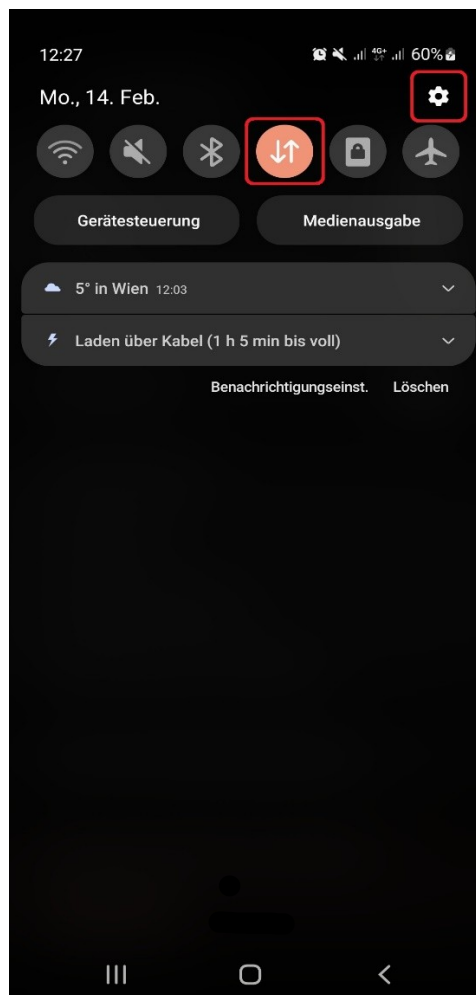 12:27 4G+ 60%
Mo., 14. Feb.
Gerätesteuerung Medienausgabe
5° in Wien 12:03
Laden über Kabel (1 h 5 min bis voll)
Benachrichtigungseinst. Löschen